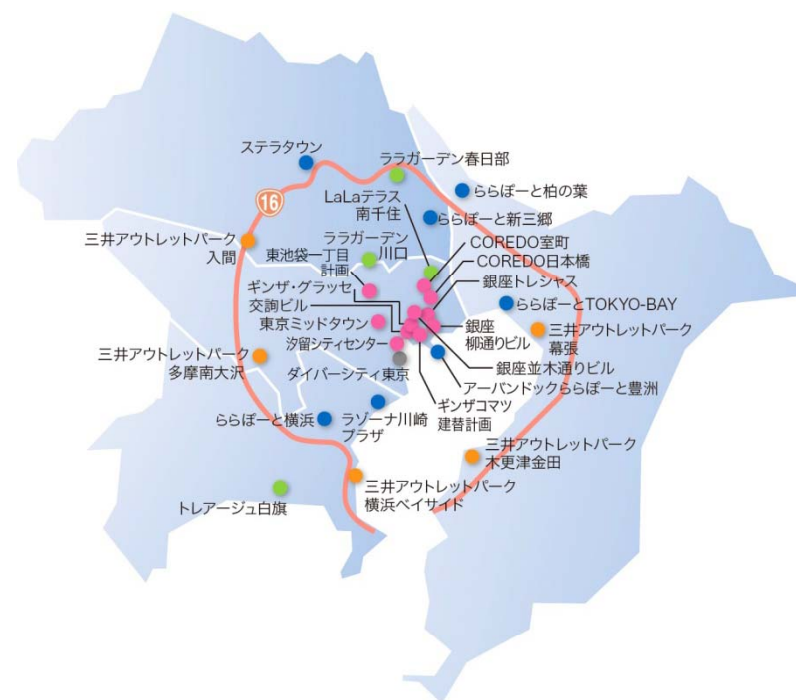 ステラタウン
ララガーデン春日部
ららぽーと柏の葉
LaLaテラス
南千住
ららぽーと新三郷
16
三井アウトレットパーク
入間
ララガーデン
川口
COREDO室町
東池袋一丁目
計画
COREDO日本橋
ギンザ・グラッセ
銀座トレシャス
交詢ビル
ららぽーとTOKYO-BAY
東京ミッドタウン
銀座
柳通りビル
三井アウトレットパーク
幕張
汐留シティセンター
銀座並木通りビル
三井アウトレットパーク
多摩南大沢
ダイバーシティ東京
アーバンドックららぽーと豊洲
ギンザコマツ
建替計画
ららぽーと横浜
ラゾーナ川崎
プラザ
三井アウトレットパーク
木更津金田
トレアージュ白旗
三井アウトレットパーク
横浜ベイサイド